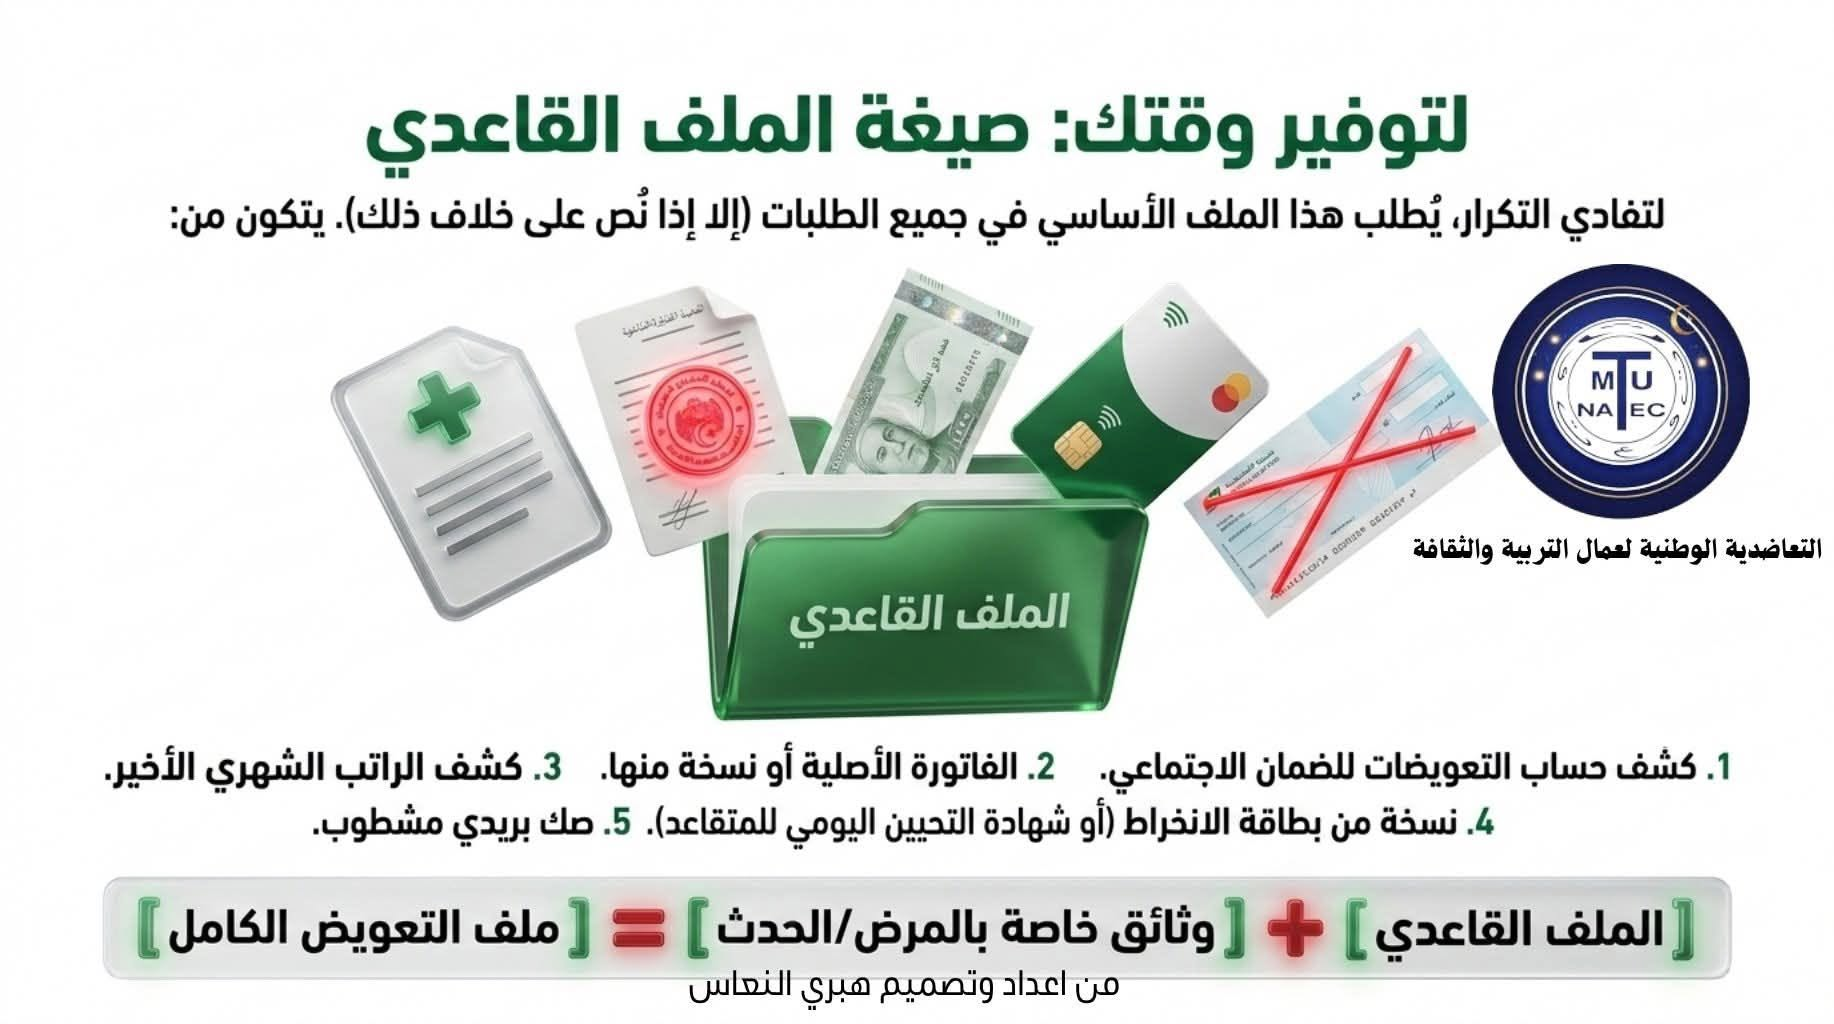 لتوفير وقتك: صيغة الملف القاعدي
لتفادي التكرار، يُطلب هذا الملف الأساسي في جميع الطلبات (إلا إذا نُص على خلاف ذلك). يتكون من:
MTU
NATEC
التعاضدية الوطنية لعمال التربية والثقافة
الملف القاعدي
1. كشف حساب التعويضات للضمان الاجتماعي. 2. الفاتورة الأصلية أو نسخة منها. 3. كشف الراتب الشهري الأخير.
4. نسخة من بطاقة الانخراط (أو شهادة التحيين اليومي للمتقاعد). 5. صك بريدي مشطوب.
[الملف القاعدي] + [وثائق خاصة بالمرض/الحدث] = [ملف التعويض الكامل]
من اعداد وتصميم هبري النعاس